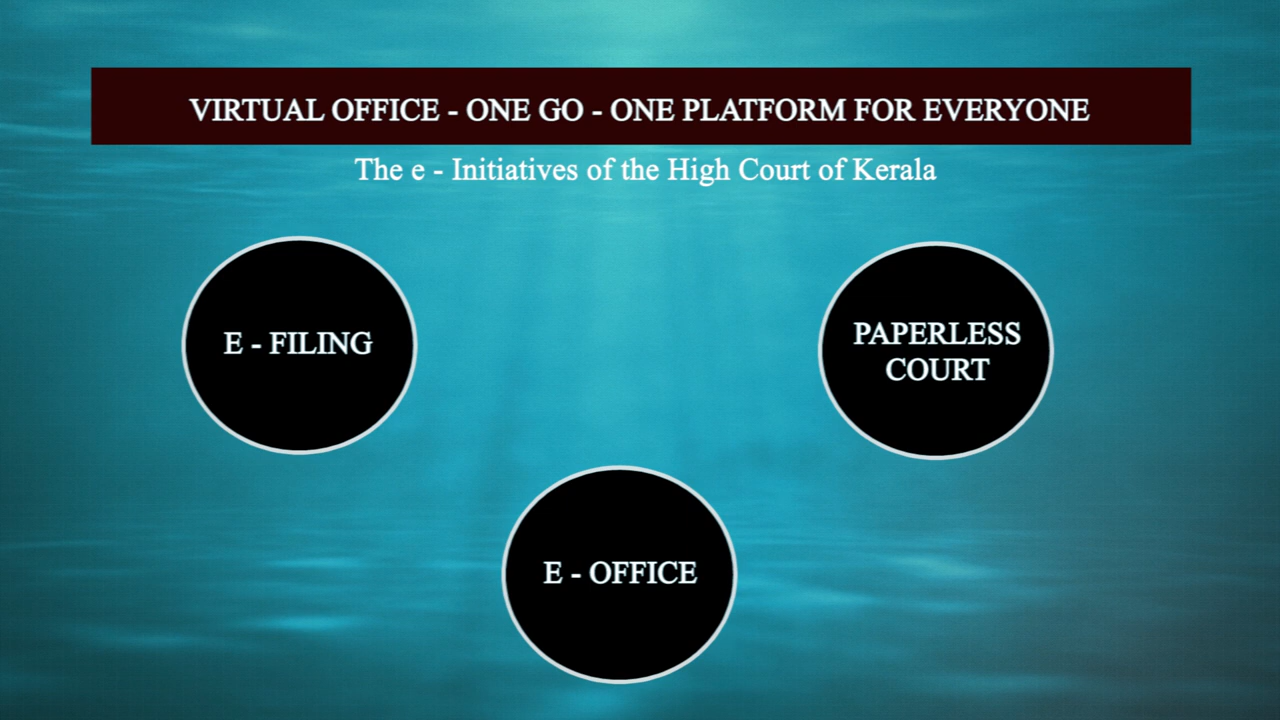 VIRTUAL OFFICE - ONE GO - ONE PLATFORM FOR EVERYONE
The e - Initiatives of the High Court of Kerala
E - FILING
PAPERLESS
COURT
E - OFFICE